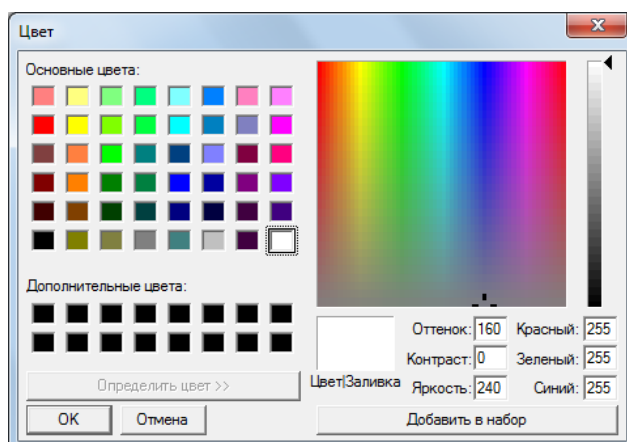 Цвет
Основные цвета:
Дополнительные цвета:
Определить цвет >>
OK
Отмена
Цвет|Заливка
Оттенок: 160
Красный: 255
Контраст: 0
Зеленый: 255
Яркость: 240
Синий: 255
Добавить в набор